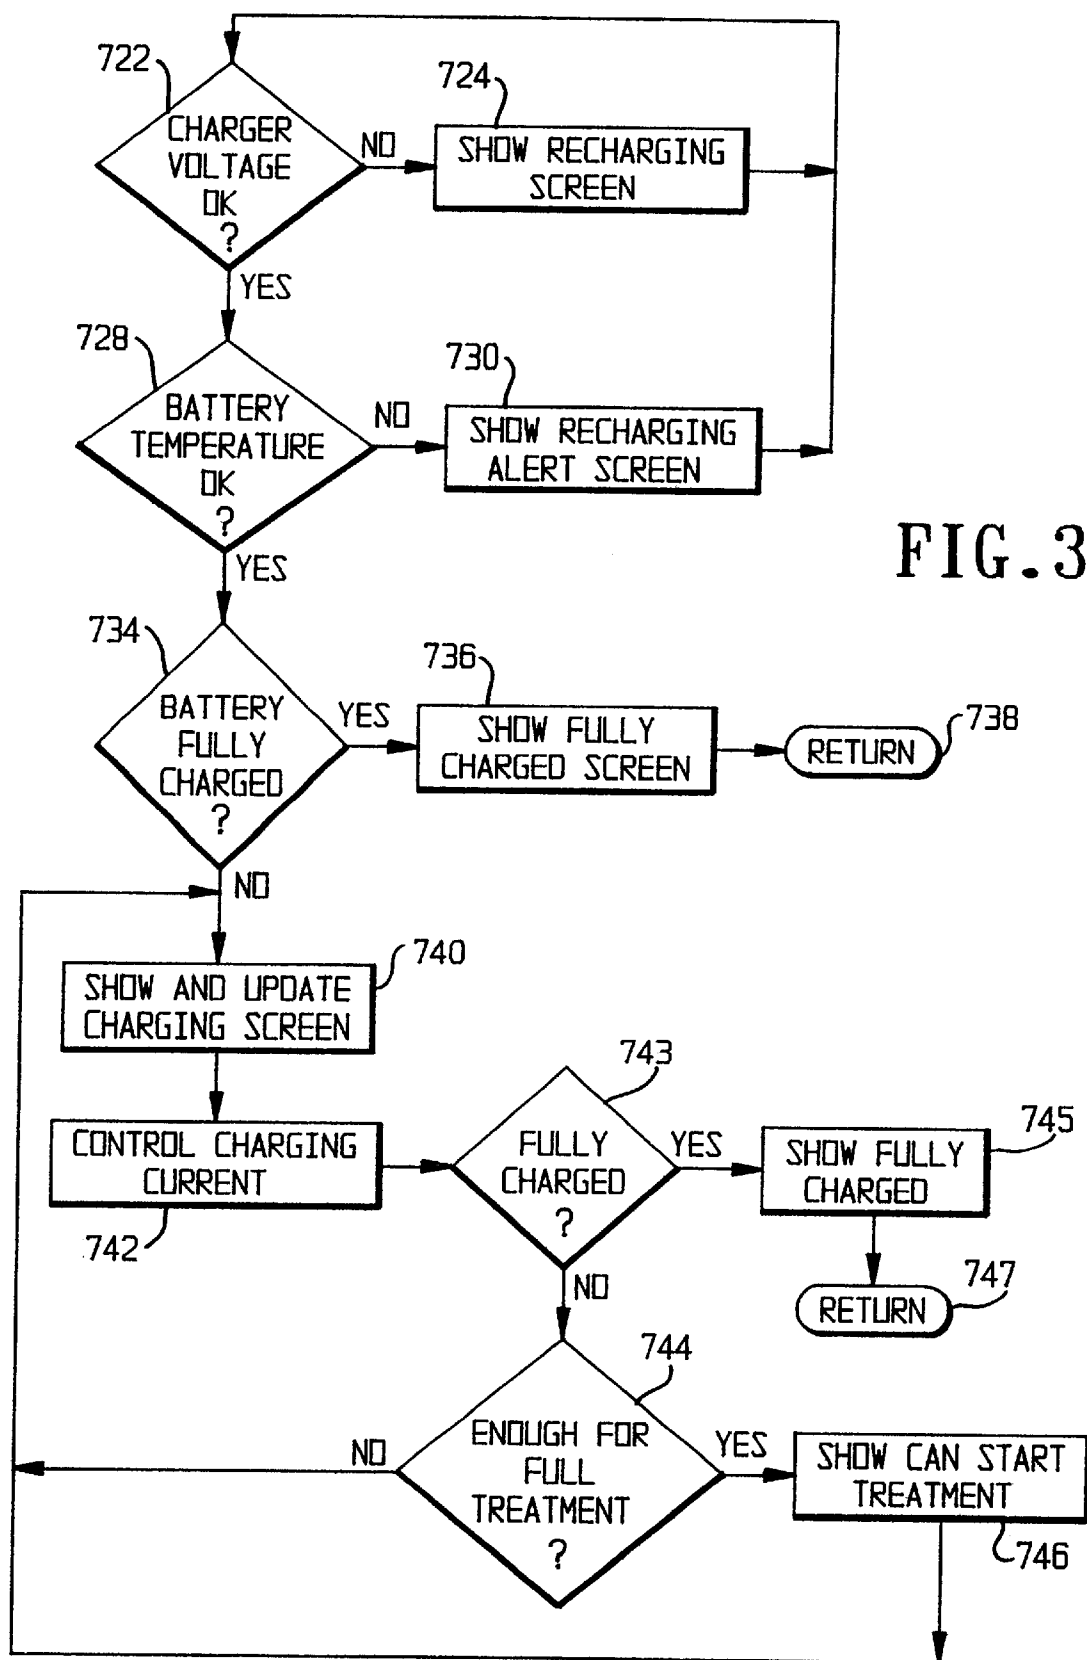 722
CHARGER
VOLTAGE
OK
?
NO
724
SHOW RECHARGING
SCREEN
YES
728
BATTERY
TEMPERATURE
OK
?
NO
730
SHOW RECHARGING
ALERT SCREEN
FIG.3
YES
734
BATTERY
FULLY
CHARGED
?
YES
736
SHOW FULLY
CHARGED SCREEN
RETURN
738
NO
740
SHOW AND UPDATE
CHARGING SCREEN
CONTROL CHARGING
CURRENT
742
743
FULLY
CHARGED
?
YES
745
SHOW FULLY
CHARGED
747
RETURN
NO
744
ENOUGH FOR
FULL
TREATMENT
?
NO
YES
SHOW CAN START
TREATMENT
746